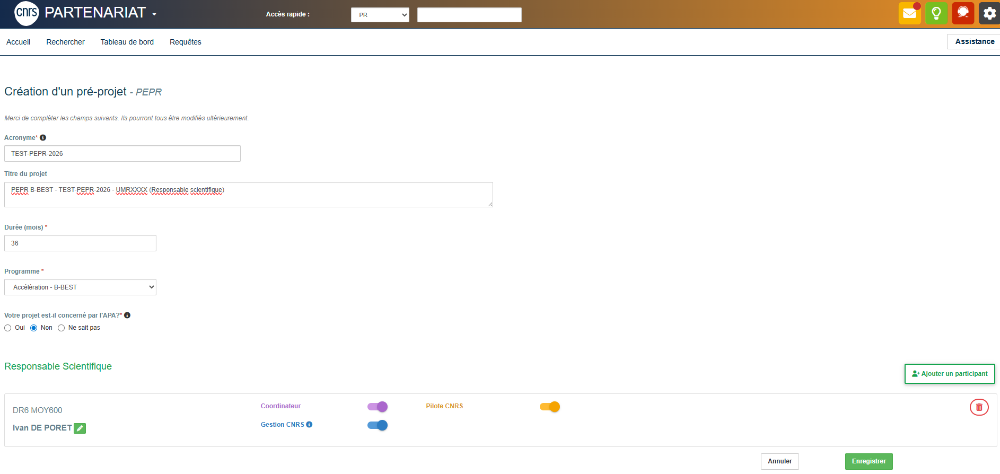 cnrs PARTENARIAT
Accès rapide :
PR
Accueil Rechercher Tableau de bord Requêtes
Assistance
Création d'un pré-projet - PEPR
Merci de compléter les champs suivants. Ils pourront tous être modifiés ultérieurement.
Acronyme*
TEST-PEPR-2026
Titre du projet
PEPR B-BEST - TEST-PEPR-2026 - UMRXXXX (Responsable scientifique)
Durée (mois) *
36
Programme *
Accélération - B-BEST
Votre projet est-il concerné par l'APA?*
Oui Non Ne sait pas
Responsable Scientifique
Ajouter un participant
DR6 MOY600
Ivan DE PORET
Coordinateur
Pilote CNRS
Gestion CNRS
Annuler
Enregistrer